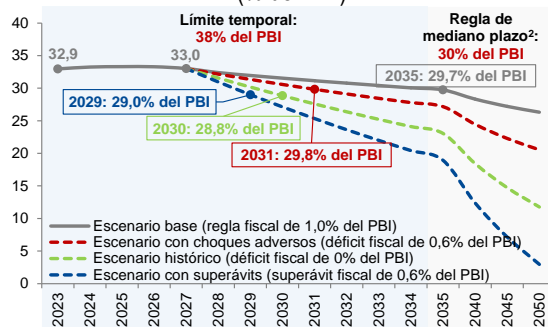 Límite temporal:
38% del PBI
Regla de
mediano plazo²:
30% del PBI
40
35
30
25
20
15
10
5
0
32,9
33,0
2035: 29,7% del PBI
2029: 29,0% del PBI
2030: 28,8% del PBI
2031: 29,8% del PBI
Escenario base (regla fiscal de 1,0% del PBI)
Escenario con choques adversos (déficit fiscal de 0,6% del PBI)
Escenario histórico (déficit fiscal de 0% del PBI)
Escenario con superávits (superávit fiscal de 0,6% del PBI)
2023
2024
2025
2026
2027
2028
2029
2030
2031
2032
2033
2034
2035
2040
2045
2050